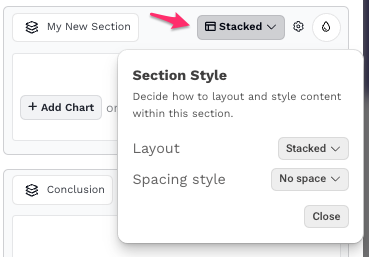 My New Section
Stacked
Section Style
Decide how to layout and style content
within this section.
+ Add Chart or
Layout
Stacked
Spacing style
No space
Conclusion
Close